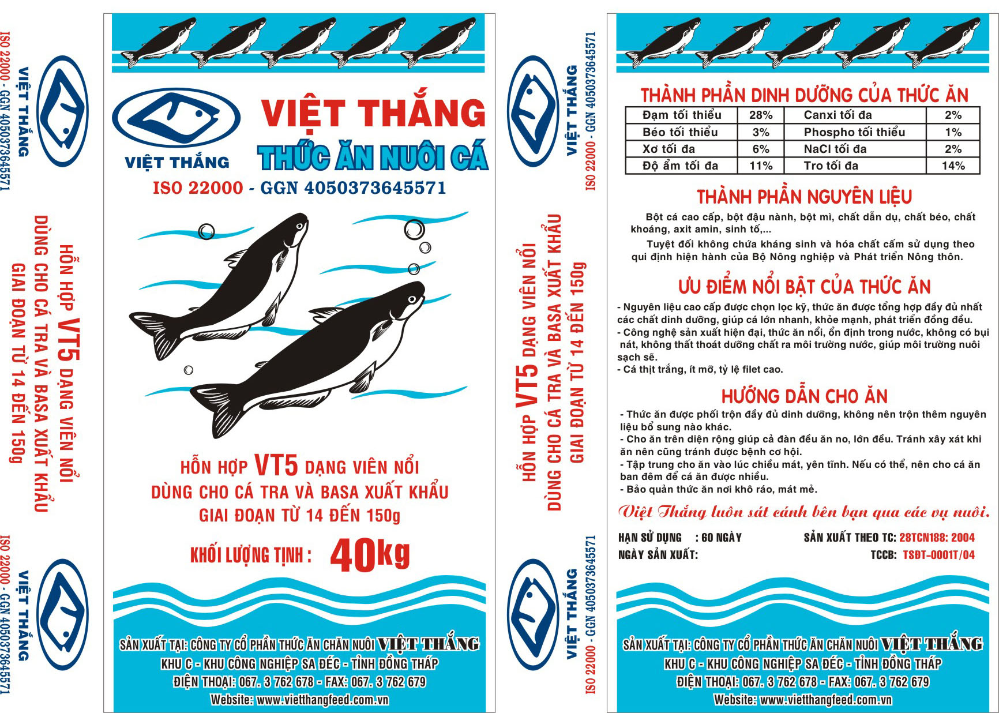 ISO 22000 - GGN 4050373645571
VIỆT THẮNG
HỖN HỢP VT5 DẠNG VIÊN NỔI
DÙNG CHO CÁ TRA VÀ BASA XUẤT KHẨU
GIAI ĐOẠN TỪ 14 ĐẾN 150g
VIỆT THẮNG
ISO 22000 - GGN 4050373645571
VIỆT THẮNG
VIỆT THẮNG
THỨC ĂN NUÔI CÁ
ISO 22000 - GGN 4050373645571
HỖN HỢP VT5 DẠNG VIÊN NỔI
DÙNG CHO CÁ TRA VÀ BASA XUẤT KHẨU
GIAI ĐOẠN TỪ 14 ĐẾN 150g
KHỐI LƯỢNG TỊNH : 40kg
SẢN XUẤT TẠI: CÔNG TY CỔ PHẦN THỨC ĂN CHĂN NUÔI VIỆT THẮNG
KHU C - KHU CÔNG NGHIỆP SA ĐÉC - TỈNH ĐỒNG THÁP
ĐIỆN THOẠI: 067. 3 762 678 - FAX: 067. 3 762 679
Website: www.vietthangfeed.com.vn
VIỆT THẮNG
ISO 22000 - GGN 4050373645571
HỖN HỢP VT5 DẠNG VIÊN NỔI
DÙNG CHO CÁ TRA VÀ BASA XUẤT KHẨU
GIAI ĐOẠN TỪ 14 ĐẾN 150g
VIỆT THẮNG
ISO 22000 - GGN 4050373645571
THÀNH PHẦN DINH DƯỠNG CỦA THỨC ĂN
Đạm tối thiểu 28% Canxi tối đa 2%
Béo tối thiểu 3% Phospho tối thiểu 1%
Xơ tối đa 6% NaCl tối đa 2%
Độ ẩm tối đa 11% Tro tối đa 14%
THÀNH PHẦN NGUYÊN LIỆU
Bột cá cao cấp, bột đậu nành, bột mì, chất dẫn dụ, chất béo, chất
khoáng, axit amin, sinh tố,...
Tuyệt đối không chứa kháng sinh và hóa chất cấm sử dụng theo
qui định hiện hành của Bộ Nông nghiệp và Phát triển Nông thôn.
ƯU ĐIỂM NỔI BẬT CỦA THỨC ĂN
- Nguyên liệu cao cấp được chọn lọc kỹ, thức ăn được tổng hợp đầy đủ nhất
các chất dinh dưỡng, giúp cá lớn nhanh, khỏe mạnh, phát triển đồng đều.
- Công nghệ sản xuất hiện đại, thức ăn nổi, ổn định trong nước, không có bụi
nát, không thất thoát dưỡng chất ra môi trường nước, giúp môi trường nuôi
sạch sẽ.
- Cá thịt trắng, ít mỡ, tỷ lệ filet cao.
HƯỚNG DẪN CHO ĂN
- Thức ăn được phối trộn đầy đủ dinh dưỡng, không nên trộn thêm nguyên
liệu bổ sung nào khác.
- Cho ăn trên diện rộng giúp cả đàn đều ăn no, lớn đều. Tránh xây xát khi
ăn nên cũng tránh được bệnh cơ hội.
- Tập trung cho ăn vào lúc chiều mát, yên tĩnh. Nếu có thể, nên cho cá ăn
ban đêm để cá ăn được nhiều.
- Bảo quản thức ăn nơi khô ráo, mát mẻ.
Việt Thắng luôn sát cánh bên bạn qua các vụ nuôi.
HẠN SỬ DỤNG : 60 NGÀY SẢN XUẤT THEO TC: 28TCN188: 2004
NGÀY SẢN XUẤT: TCCB: TSĐT-0001T/04
SẢN XUẤT TẠI: CÔNG TY CỔ PHẦN THỨC ĂN CHĂN NUÔI VIỆT THẮNG
KHU C - KHU CÔNG NGHIỆP SA ĐÉC - TỈNH ĐỒNG THÁP
ĐIỆN THOẠI: 067. 3 762 678 - FAX: 067. 3 762 679
Website: www.vietthangfeed.com.vn